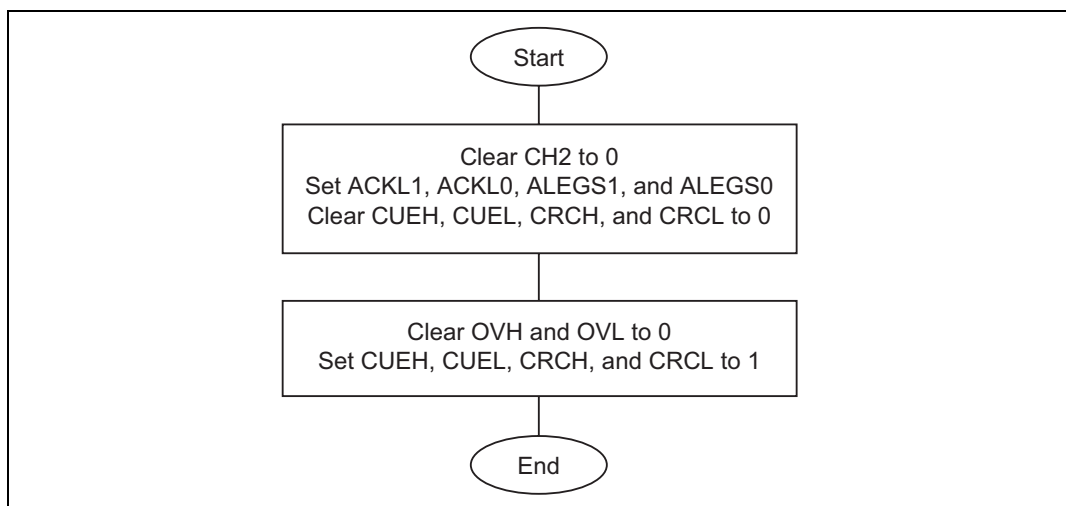 Start
Clear CH2 to 0
Set ACKL1, ACKL0, ALEGS1, and ALEGS0
Clear CUEH, CUEL, CRCH, and CRCL to 0
Clear OVH and OVL to 0
Set CUEH, CUEL, CRCH, and CRCL to 1
End